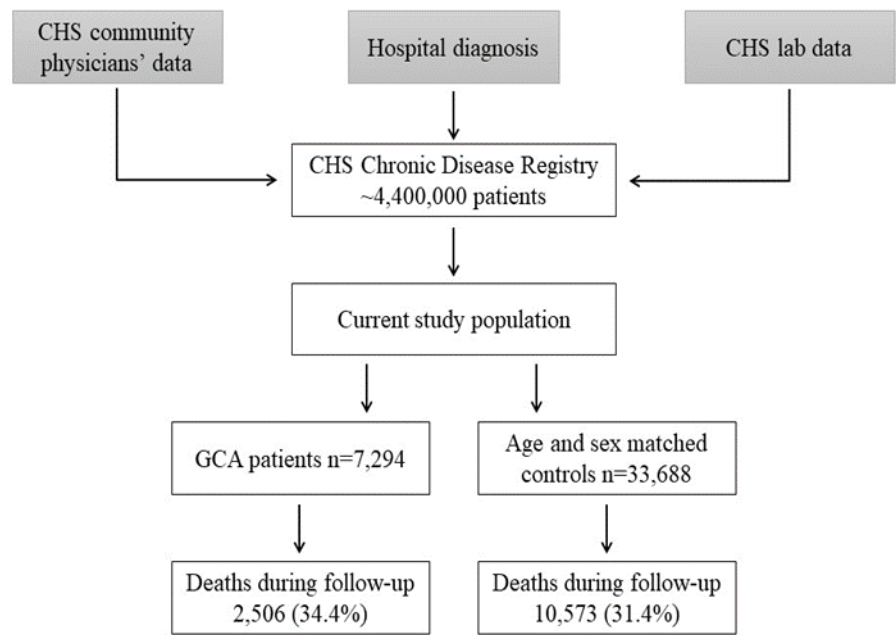 CHS community
physicians’ data
Hospital diagnosis
CHS lab data
CHS Chronic Disease Registry
~4,400,000 patients
Current study population
GCA patients n=7,294
Age and sex matched
controls n=33,688
Deaths during follow-up
2,506 (34.4%)
Deaths during follow-up
10,573 (31.4%)